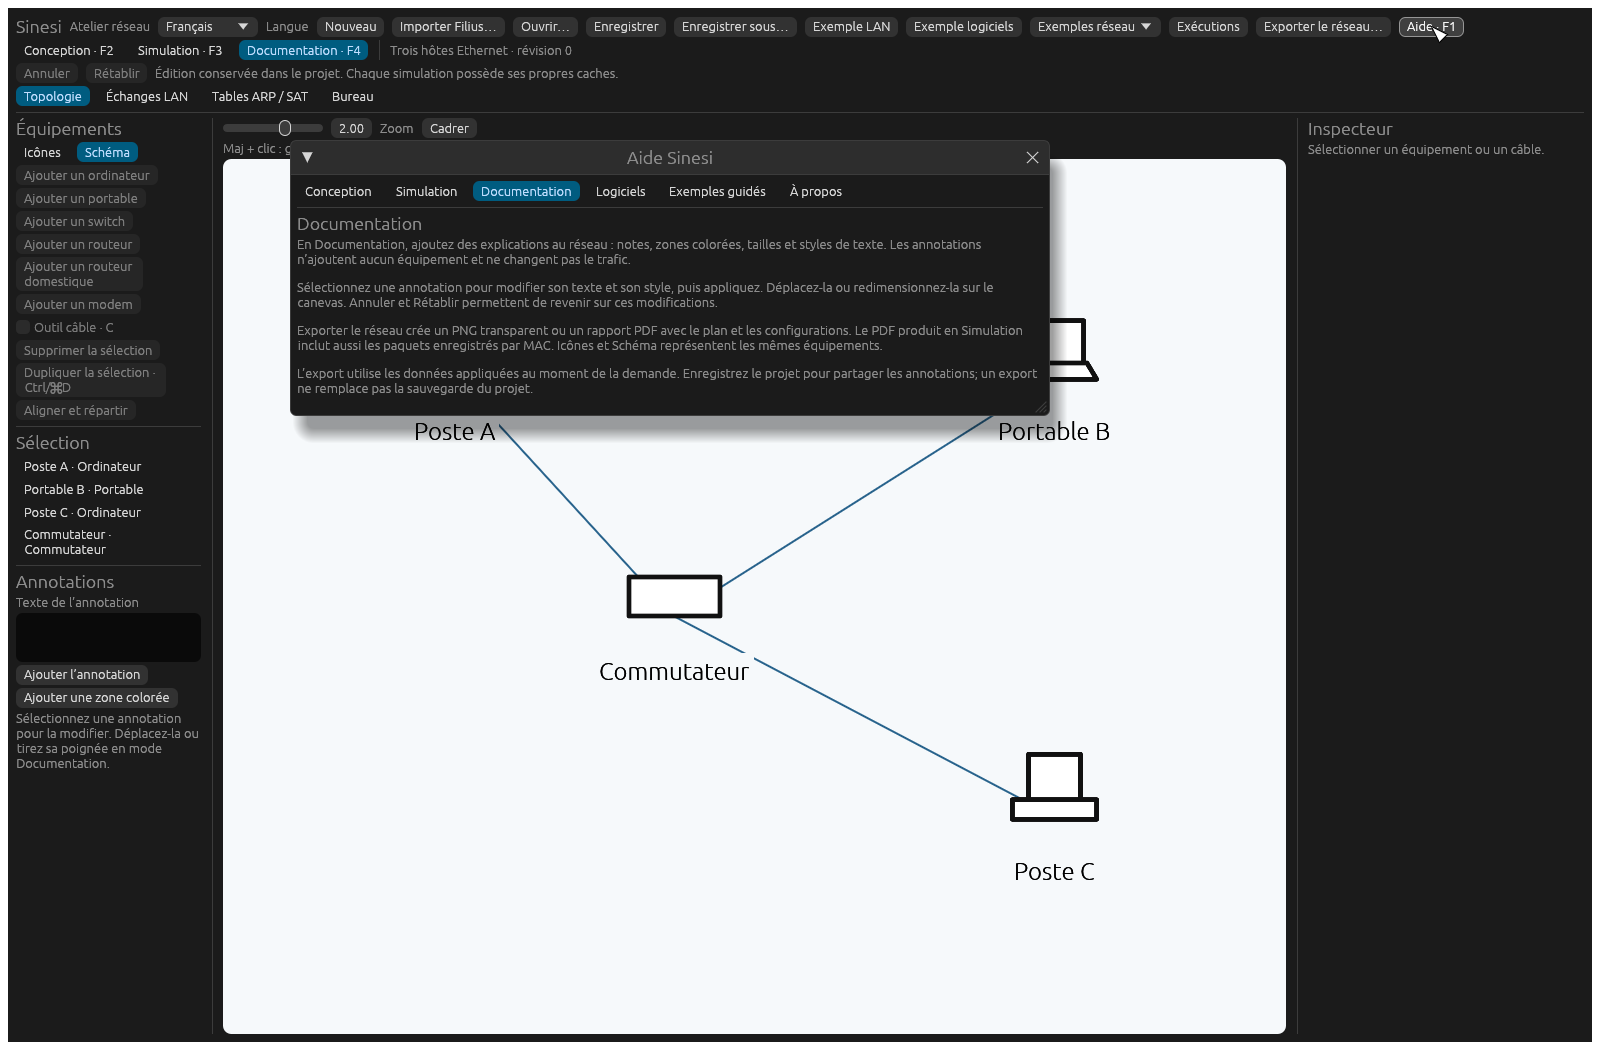 Sinesi Atelier réseau Français Langue Nouveau Importer Filius... Ouvrir... Enregistrer Enregistrer sous... Exemple LAN Exemple logiciels Exemples réseau Exécutions Exporter le réseau... Aide · F1
Conception · F2 Simulation · F3 Documentation · F4 Trois hôtes Ethernet · révision 0
Annuler Rétablir Édition conservée dans le projet. Chaque simulation possède ses propres caches.
Topologie Échanges LAN Tables ARP / SAT Bureau
Équipements
Icônes Schéma
Ajouter un ordinateur
Ajouter un portable
Ajouter un switch
Ajouter un routeur
Ajouter un routeur
domestique
Ajouter un modem
Outil câble · C
Supprimer la sélection
Dupliquer la sélection ·
Ctrl/⌘D
Aligner et répartir
Sélection
Poste A · Ordinateur
Portable B · Portable
Poste C · Ordinateur
Commutateur ·
Commutateur
Annotations
Texte de l’annotation
Ajouter l’annotation
Ajouter une zone colorée
Sélectionnez une annotation
pour la modifier. Déplacez-la ou
tirez sa poignée en mode
Documentation.
2.00 Zoom Cadrer
Maj + clic :
Aide Sinesi
Conception Simulation Documentation Logiciels Exemples guidés À propos
Documentation
En Documentation, ajoutez des explications au réseau : notes, zones colorées, tailles et styles de texte. Les annotations
n’ajoutent aucun équipement et ne changent pas le trafic.
Sélectionnez une annotation pour modifier son texte et son style, puis appliquez. Déplacez-la ou redimensionnez-la sur le
canevas. Annuler et Rétablir permettent de revenir sur ces modifications.
Exporter le réseau crée un PNG transparent ou un rapport PDF avec le plan et les configurations. Le PDF produit en Simulation
inclut aussi les paquets enregistrés par MAC. Icônes et Schéma représentent les mêmes équipements.
L’export utilise les données appliquées au moment de la demande. Enregistrez le projet pour partager les annotations; un export
ne remplace pas la sauvegarde du projet.
Poste A
Portable B
Commutateur
Poste C
Inspecteur
Sélectionner un équipement ou un câble.